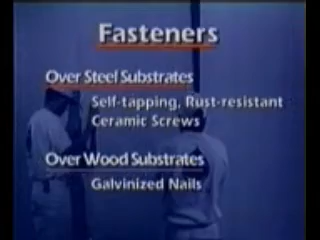 Fasteners
Over Steel Substrates
Self-tapping, Rust-resistant
Ceramic Screws
Over Wood Substrates
Galvinized Nails